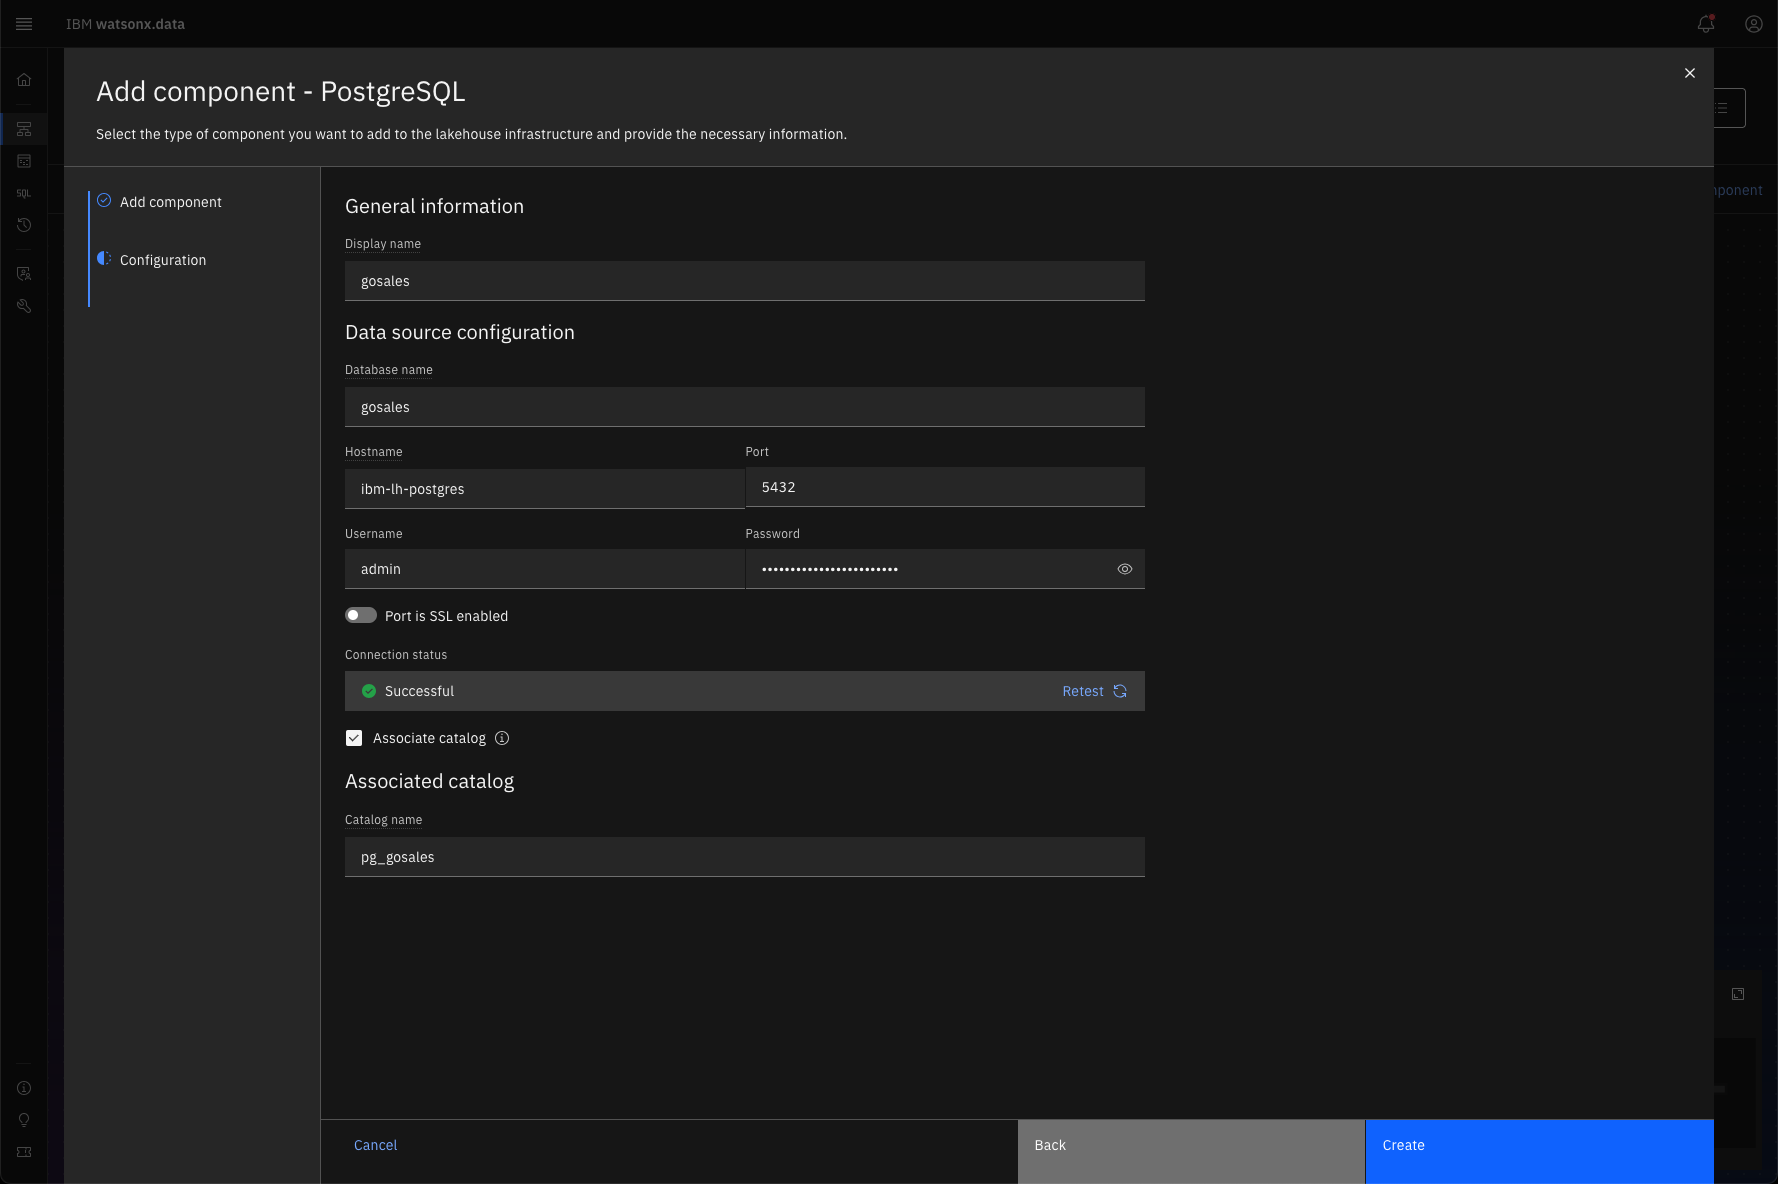 IBM watsonx.data
Add component - PostgreSQL
Select the type of component you want to add to the lakehouse infrastructure and provide the necessary information.
SQL
Add component
Configuration
General information
Display name
gosales
Data source configuration
Database name
gosales
Hostname
Port
ibm-lh-postgres
5432
Username
Password
admin
••••••••••••••••••••••••
Port is SSL enabled
Connection status
Successful
Retest
Associate catalog
Associated catalog
Catalog name
pg_gosales
Cancel
Back
Create